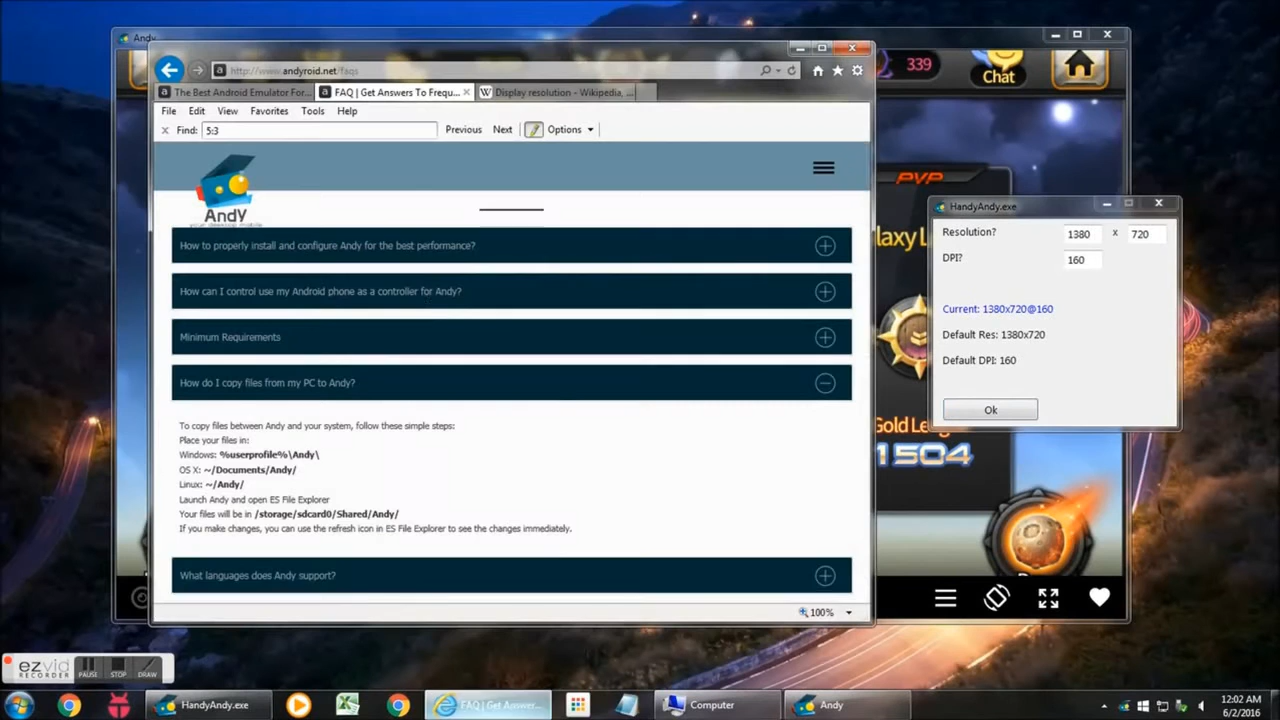 Andy
339
Chat
http://www.andyroid.net/faqs
The Best Android Emulator For...
FAQ | Get Answers To Frequ...
Display resolution - Wikipedia, ...
File Edit View Favorites Tools Help
Find: 5:3 Previous Next Options
AndY
your desktop mobile
How to properly install and configure Andy for the best performance?
How can I control use my Android phone as a controller for Andy?
Minimum Requirements
How do I copy files from my PC to Andy?
To copy files between Andy and your system, follow these simple steps:
Place your files in:
Windows: %userprofile%\Andy\
OS X: ~/Documents/Andy/
Linux: ~/Andy/
Launch Andy and open ES File Explorer
Your files will be in /storage/sdcard0/Shared/Andy/
If you make changes, you can use the refresh icon in ES File Explorer to see the changes immediately.
What languages does Andy support?
100%
PVP
HandyAndy.exe
Resolution? 1380 x 720
DPI? 160
Current: 1380x720@160
Default Res: 1380x720
Default DPI: 160
Ok
1504
ezvid
RECORDER
PAUSE STOP DRAW
HandyAndy.exe
FAQ | Get Answer...
Computer
Andy
12:02 AM
6/2/2016